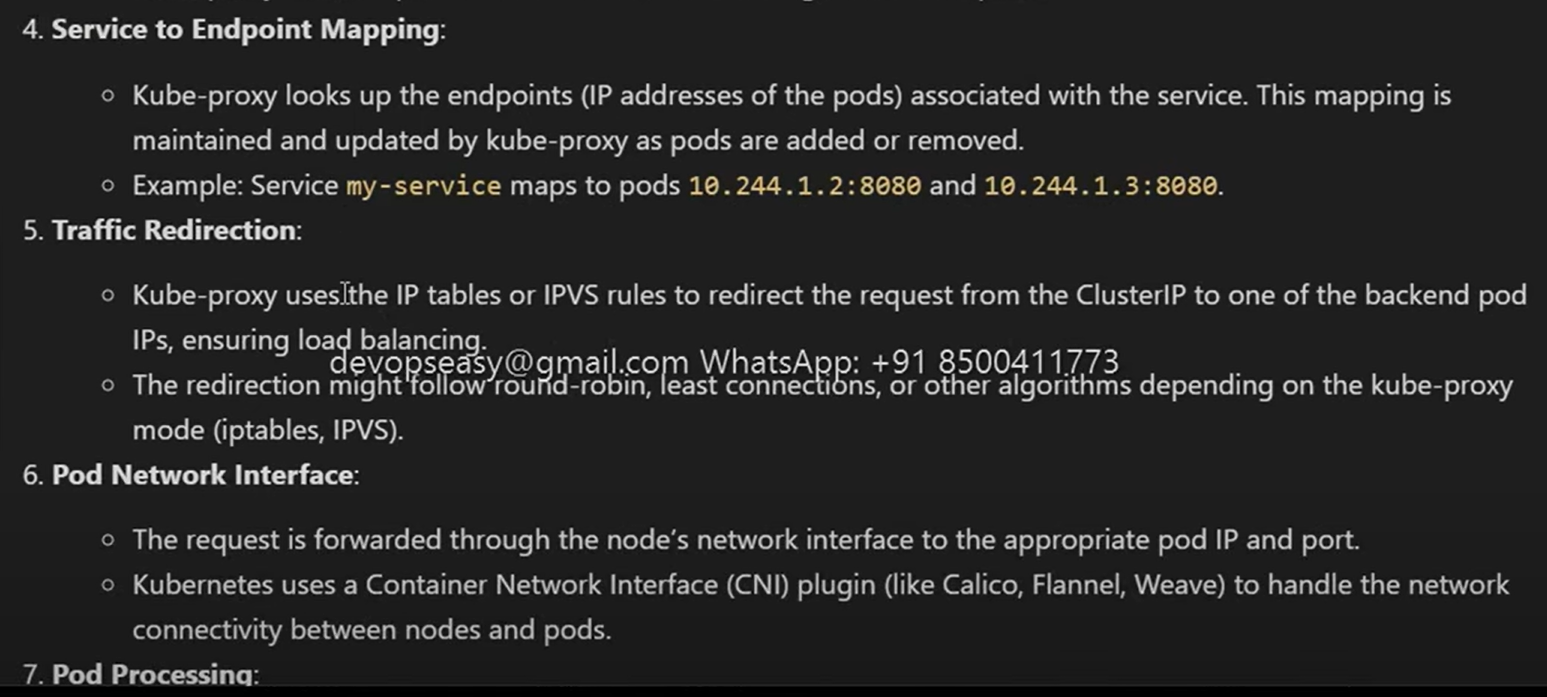 4. Service to Endpoint Mapping:
○ Kube-proxy looks up the endpoints (IP addresses of the pods) associated with the service. This mapping is
maintained and updated by kube-proxy as pods are added or removed.
○ Example: Service my-service maps to pods 10.244.1.2:8080 and 10.244.1.3:8080.
5. Traffic Redirection:
○ Kube-proxy uses the IP tables or IPVS rules to redirect the request from the ClusterIP to one of the backend pod
IPs, ensuring load balancing.
devopseasy@gmail.com WhatsApp: +91 8500411773
○ The redirection might follow round-robin, least connections, or other algorithms depending on the kube-proxy
mode (iptables, IPVS).
6. Pod Network Interface:
○ The request is forwarded through the node's network interface to the appropriate pod IP and port.
○ Kubernetes uses a Container Network Interface (CNI) plugin (like Calico, Flannel, Weave) to handle the network
connectivity between nodes and pods.
7. Pod Processing: